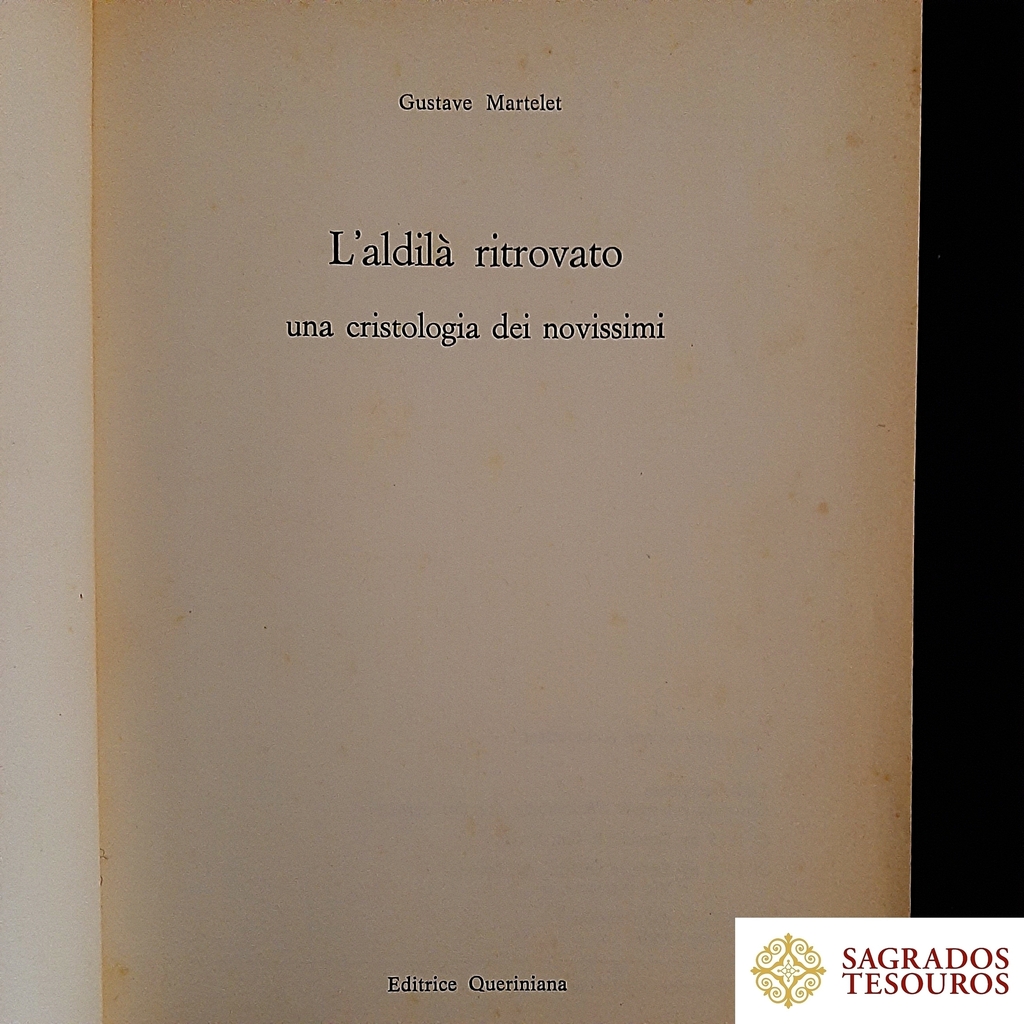 Gustave Martelet
L'aldilà ritrovato
una cristologia dei novissimi
Editrice Queriniana
SAGRADOS
TESOUROS